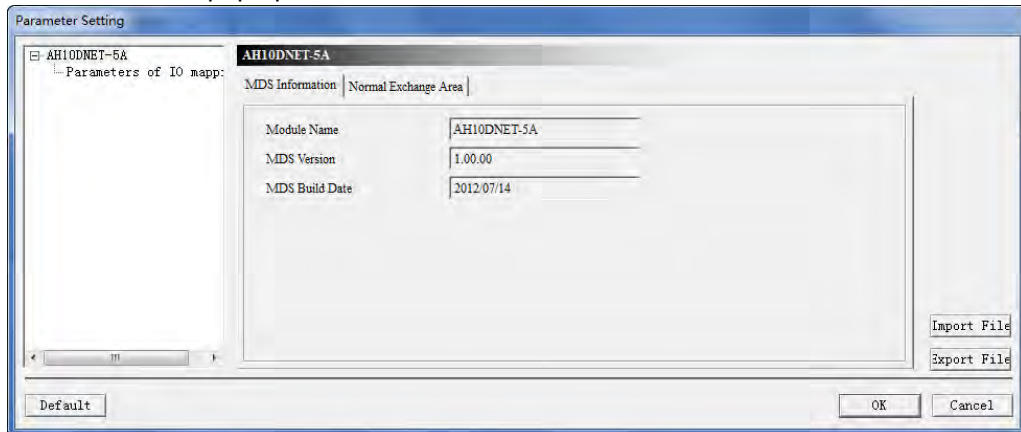 Parameter Setting
AH10DNET-5A
Parameters of IO mapp:
AH10DNET-5A
MDS Information
Normal Exchange Area
Module Name
AH10DNET-5A
MDS Version
1.00.00
MDS Build Date
2012/07/14
Import File
Export File
Default
OK
Cancel